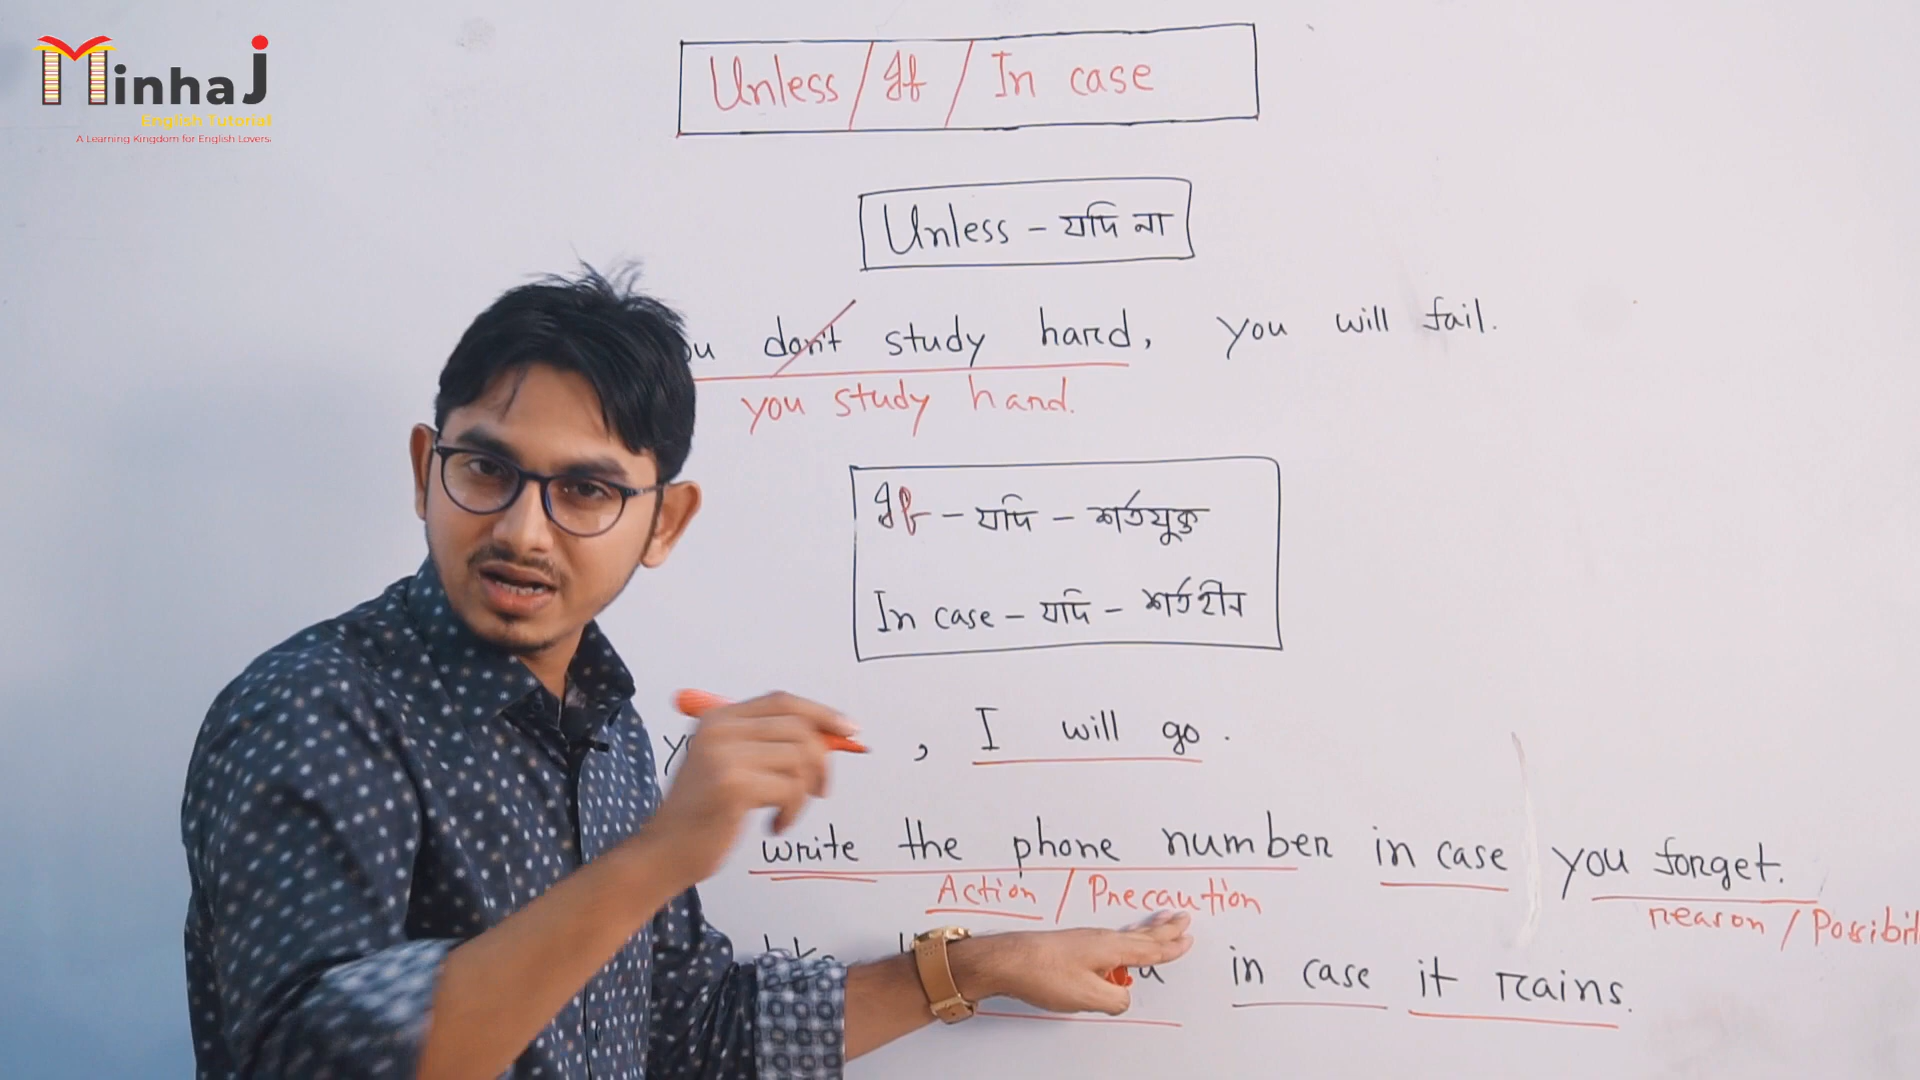 MinhaJ
English Tutorial
A Learning Kingdom for English Lovers
Unless / If / In case
Unless – যদি না
don't study hard, you will fail.
you study hard.
If – যদি – শর্তযুক্ত
In case – যদি – শর্তহীন
, I will go.
write the phone number in case you forget.
Action / Precaution
reason / Possibil
in case it rains.